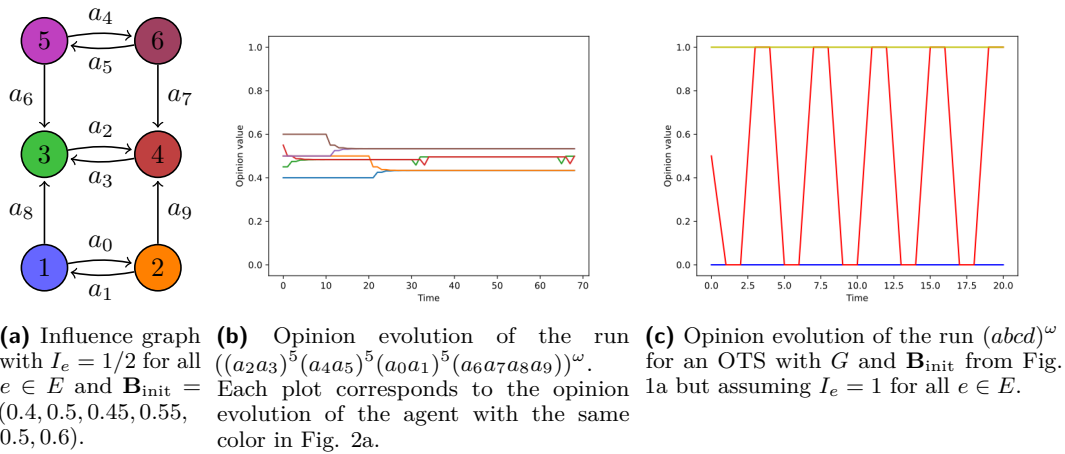 a₄
5 6
a₅
a₆ a₇
a₂
3 4
a₃
a₈ a₉
a₀
1 2
a₁
1.0
0.8
0.6
0.4
0.2
0.0
Opinion value
0 10 20 30 40 50 60 70
Time
1.0
0.8
0.6
0.4
0.2
0.0
Opinion value
0.0 2.5 5.0 7.5 10.0 12.5 15.0 17.5 20.0
Time
(a) Influence graph
with Iₑ = 1/2 for all
e ∈ E and B_init =
(0.4, 0.5, 0.45, 0.55,
0.5, 0.6).
(b) Opinion evolution of the run
((a₂a₃)⁵(a₄a₅)⁵(a₀a₁)⁵(a₆a₇a₈a₉))^ω.
Each plot corresponds to the opinion
evolution of the agent with the same
color in Fig. 2a.
(c) Opinion evolution of the run (abcd)^ω
for an OTS with G and B_init from Fig.
1a but assuming Iₑ = 1 for all e ∈ E.